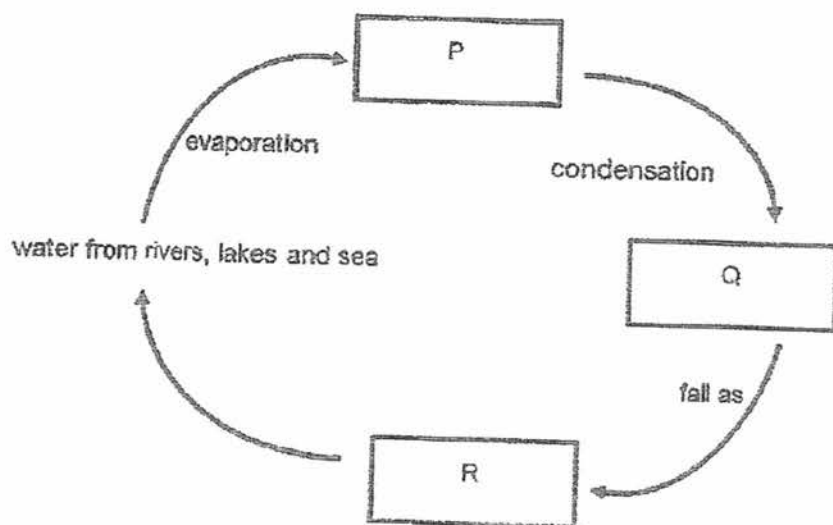 P
evaporation
condensation
water from rivers, lakes and sea
Q
fall as
R